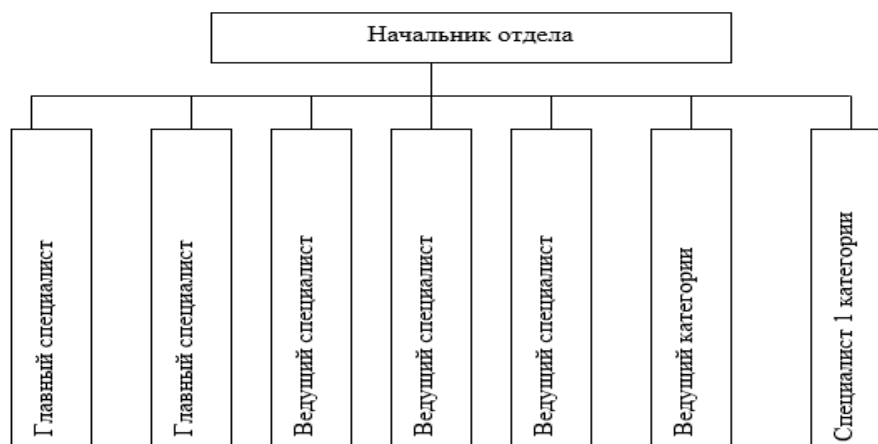 Начальник отдела
Главный специалист
Главный специалист
Ведущий специалист
Ведущий специалист
Ведущий специалист
Ведущий категории
Специалист 1 категории